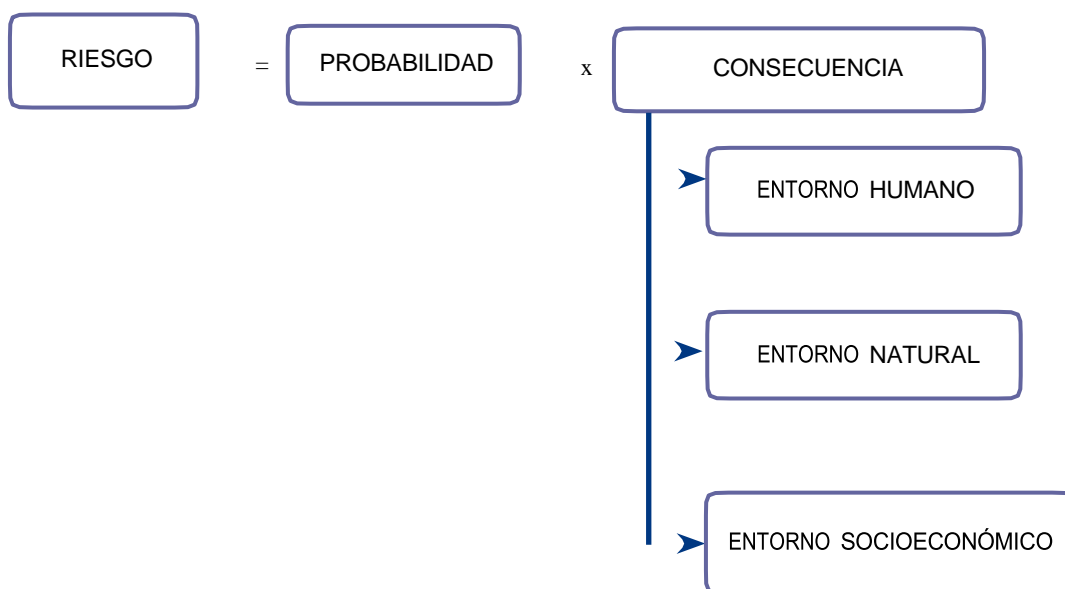 RIESGO = PROBABILIDAD x CONSECUENCIA
ENTORNO HUMANO
ENTORNO NATURAL
ENTORNO SOCIOECONÓMICO